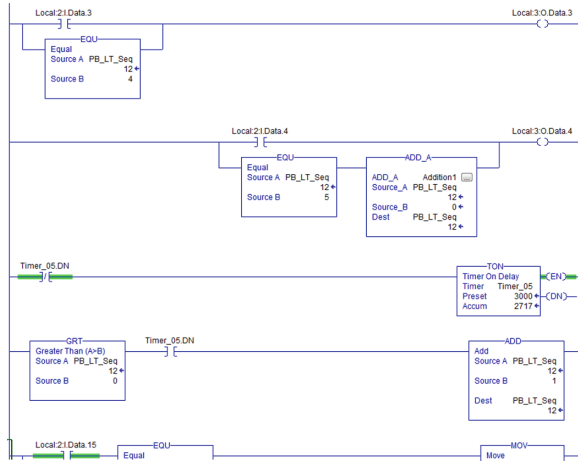 Local:2:I.Data.3
Local:3:O.Data.3
EQU
Equal
Source A PB_LT_Seq
12
Source B 4
Local:2:I.Data.4
Local:3:O.Data.4
EQU
Equal
Source A PB_LT_Seq
12
Source B 5
ADD_A
ADD_A Addition1 ...
Source_A PB_LT_Seq
12
Source_B 0
Dest PB_LT_Seq
12
Timer_05.DN
TON
Timer On Delay
Timer Timer_05
Preset 3000
Accum 2717
EN
DN
GRT
Greater Than (A>B)
Source A PB_LT_Seq
12
Source B 0
Timer_05.DN
ADD
Add
Source A PB_LT_Seq
12
Source B 1
Dest PB_LT_Seq
12
Local:2:I.Data.15
EQU
Equal
MOV
Move